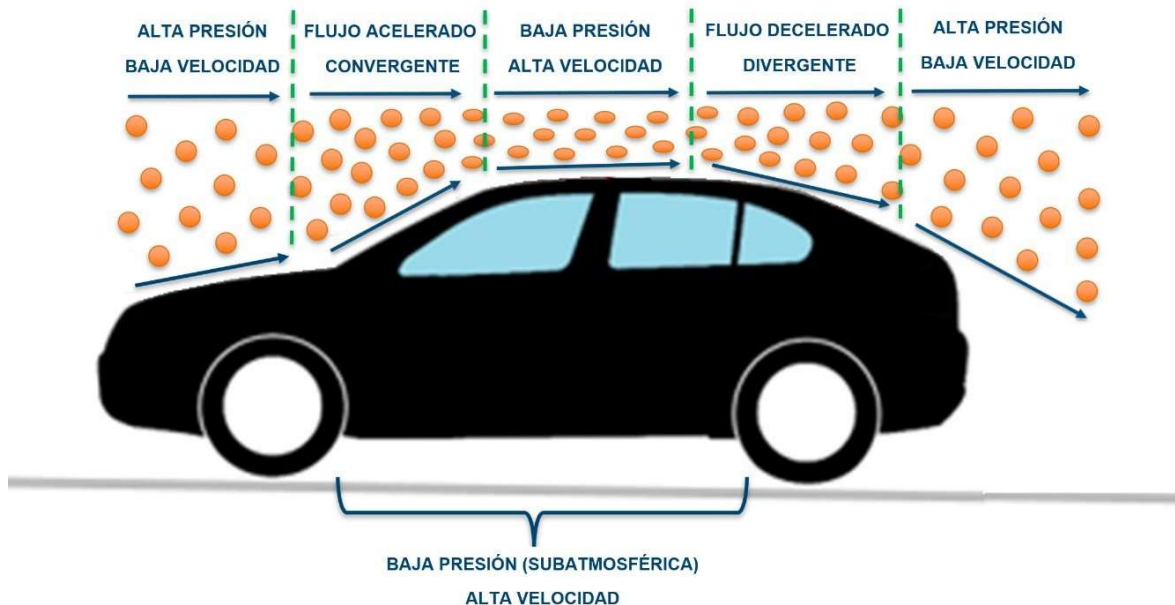 ALTA PRESIÓN
BAJA VELOCIDAD
FLUJO ACELERADO
CONVERGENTE
BAJA PRESIÓN
ALTA VELOCIDAD
FLUJO DECELERADO
DIVERGENTE
ALTA PRESIÓN
BAJA VELOCIDAD
BAJA PRESIÓN (SUBATMOSFÉRICA)
ALTA VELOCIDAD